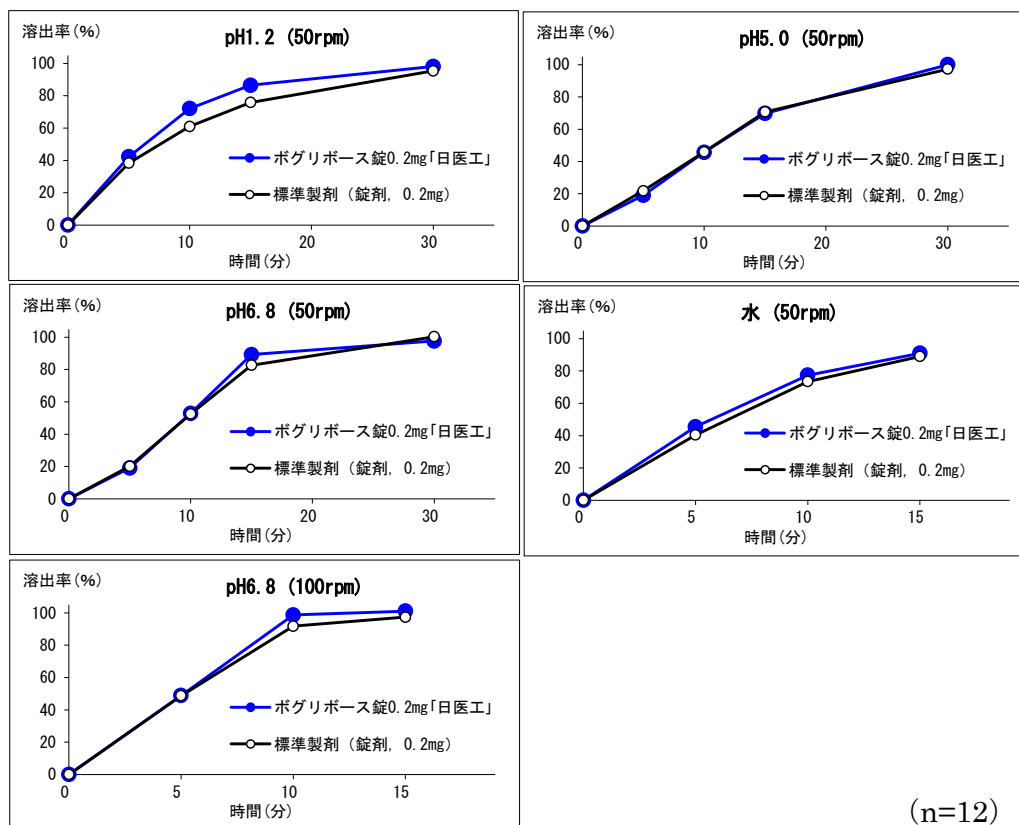 溶出率(%)
pH1.2 (50rpm)
100
80
60
40
20
0
ボグリボース錠0.2mg「日医工」
標準製剤（錠剤, 0.2mg）
0
10
20
30
時間(分)
溶出率(%)
pH5.0 (50rpm)
100
80
60
40
20
0
ボグリボース錠0.2mg「日医工」
標準製剤（錠剤, 0.2mg）
0
10
20
30
時間(分)
溶出率(%)
pH6.8 (50rpm)
100
80
60
40
20
0
ボグリボース錠0.2mg「日医工」
標準製剤（錠剤, 0.2mg）
0
10
20
30
時間(分)
溶出率(%)
水 (50rpm)
100
80
60
40
20
0
ボグリボース錠0.2mg「日医工」
標準製剤（錠剤, 0.2mg）
0
5
10
15
時間(分)
溶出率(%)
pH6.8 (100rpm)
100
80
60
40
20
0
ボグリボース錠0.2mg「日医工」
標準製剤（錠剤, 0.2mg）
0
5
10
15
時間(分)
(n=12)